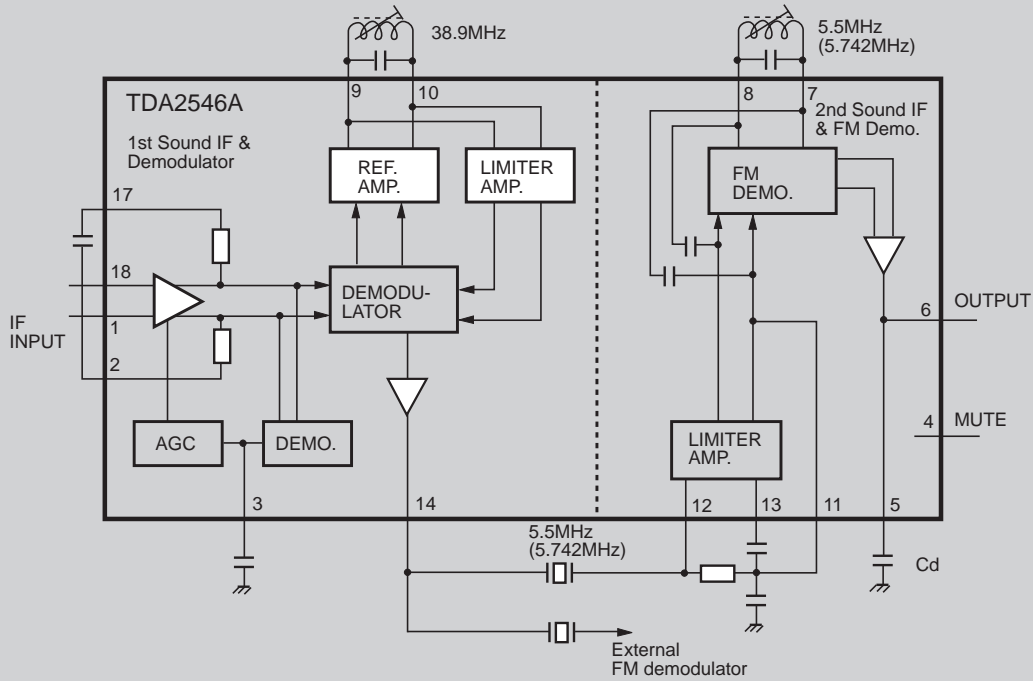 38.9MHz
5.5MHz
(5.742MHz)
9
10
8
7
TDA2546A
1st Sound IF &
Demodulator
2nd Sound IF
& FM Demo.
REF.
AMP.
LIMITER
AMP.
FM
DEMO.
17
18
1
2
IF
INPUT
DEMODU-
LATOR
6
OUTPUT
4
MUTE
AGC
DEMO.
LIMITER
AMP.
3
14
12
13
11
5
5.5MHz
(5.742MHz)
Cd
External
FM demodulator